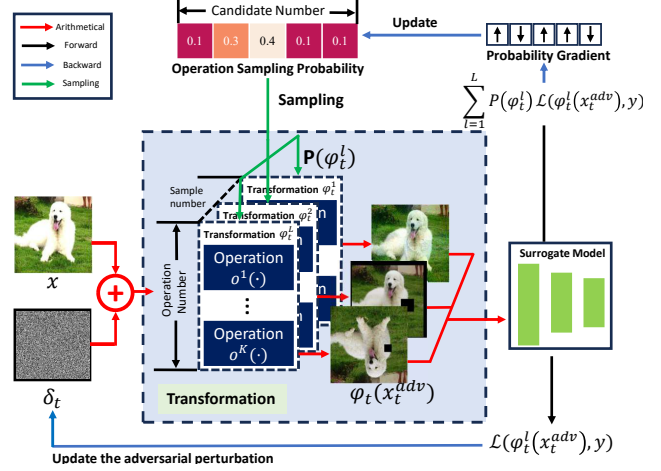 Candidate Number
Arithmetical
Forward
Backward
Sampling
0.1 0.3 0.4 0.1 0.1
Operation Sampling Probability
Update
Probability Gradient
Sampling
\sum_{l=1}^{L} P(φ_t^l) ℒ(φ_t^l(x_t^{adv}), y)
P(φ_t^l)
Sample
number
Transformation φ_t^1
Transformation φ_t^2
Transformation φ_t^L
Operation
Number
Operation
o^1(·)
⋮
Operation
o^K(·)
x
+
δ_t
Surrogate Model
Transformation
φ_t(x_t^{adv})
ℒ(φ_t^l(x_t^{adv}), y)
Update the adversarial perturbation